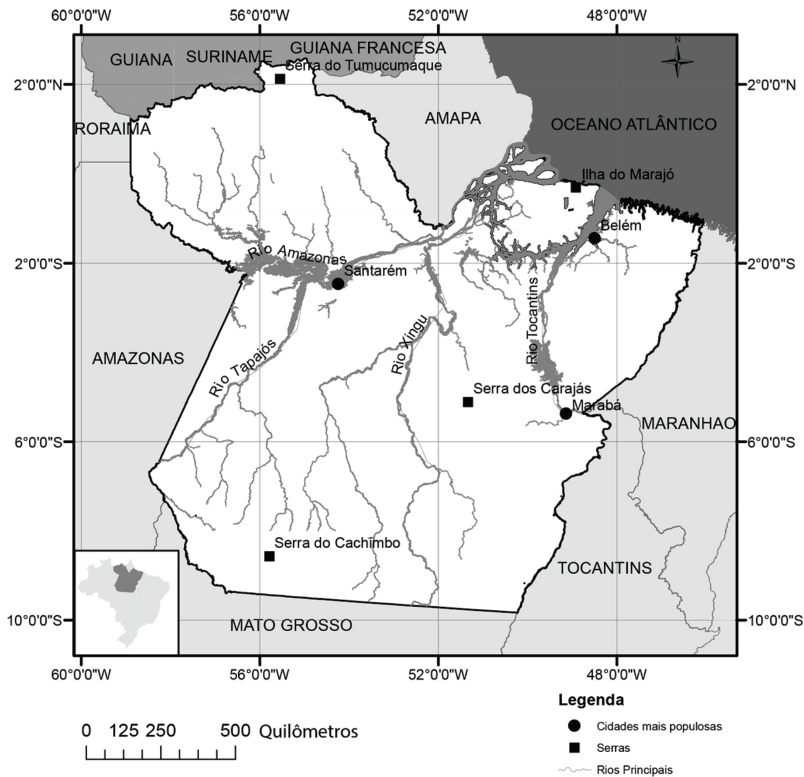 60°0'0"W 56°0'0"W 52°0'0"W 48°0'0"W
GUIANA FRANCESA
GUIANA
SURINAME
Serra do Tumucumaque
2°0'0"N
2°0'0"N
RORAIMA
AMAPA
OCEANO ATLÂNTICO
Ilha do Marajó
Belém
Rio Amazonas
2°0'0"S
2°0'0"S
Santarém
Rio Tocantins
Rio Xingu
Rio Tapajós
AMAZONAS
Serra dos Carajás
Marabá
MARANHAO
6°0'0"S
6°0'0"S
Serra do Cachimbo
TOCANTINS
10°0'0"S
10°0'0"S
MATO GROSSO
60°0'0"W 56°0'0"W 52°0'0"W 48°0'0"W
Legenda
0 125 250 500 Quilômetros
Cidades mais populosas
Serras
Rios Principais